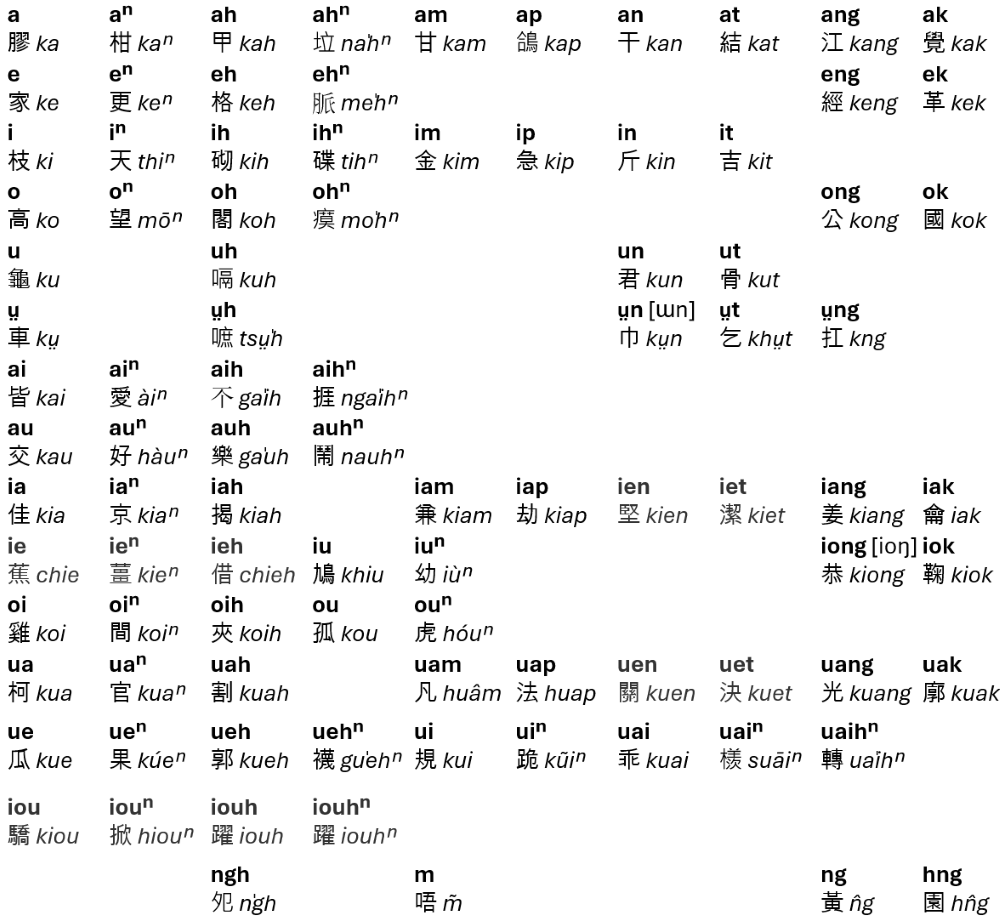 a aⁿ ah ahⁿ am ap an at ang ak
膠 ka 柑 kaⁿ 甲 kah 垃 na̍hⁿ 甘 kam 鴿 kap 干 kan 結 kat 江 kang 覺 kak
e eⁿ eh ehⁿ eng ek
家 ke 更 keⁿ 格 keh 脈 me̍hⁿ 經 keng 革 kek
i iⁿ ih ihⁿ im ip in it
枝 ki 天 thiⁿ 砌 kih 碟 tihⁿ 金 kim 急 kip 斤 kin 吉 kit
o oⁿ oh ohⁿ ong ok
高 ko 望 mōⁿ 閣 koh 瘼 mo̍hⁿ 公 kong 國 kok
u uh un ut
龜 ku 嗝 kuh 君 kun 骨 kut
ṳ ṳh ṳn [ɯn] ṳt ṳng
車 kṳ 嗻 tsṳ̍h 巾 kṳn 乞 khṳt 扛 kng
ai aiⁿ aih aihⁿ
皆 kai 愛 àiⁿ 不 ga̍ih 捱 nga̍ihⁿ
au auⁿ auh auhⁿ
交 kau 好 hàuⁿ 樂 ga̍uh 鬧 nauhⁿ
ia iaⁿ iah iam iap ien iet iang iak
佳 kia 京 kiaⁿ 揭 kiah 兼 kiam 劫 kiap 堅 kien 潔 kiet 姜 kiang 龠 iak
ie ieⁿ ieh iu iuⁿ iong [ioŋ] iok
蕉 chie 薑 kieⁿ 借 chieh 鳩 khiu 幼 iùⁿ 恭 kiong 鞠 kiok
oi oiⁿ oih ou ouⁿ
雞 koi 間 koiⁿ 夾 koih 孤 kou 虎 hóuⁿ
ua uaⁿ uah uam uap uen uet uang uak
柯 kua 官 kuaⁿ 割 kuah 凡 huâm 法 huap 關 kuen 決 kuet 光 kuang 廓 kuak
ue ueⁿ ueh uehⁿ ui uiⁿ uai uaiⁿ uaihⁿ
瓜 kue 果 kúeⁿ 郭 kueh 襪 gu̍ehⁿ 規 kui 跪 kũiⁿ 乖 kuai 檨 suāiⁿ 轉 ua̍ihⁿ
iou iouⁿ iouh iouhⁿ
驕 kiou 掀 hiouⁿ 躍 iouh 躍 iouhⁿ
ngh m ng hng
夗 n̍gh 唔 m̃ 黃 n̂g 園 hn̂g